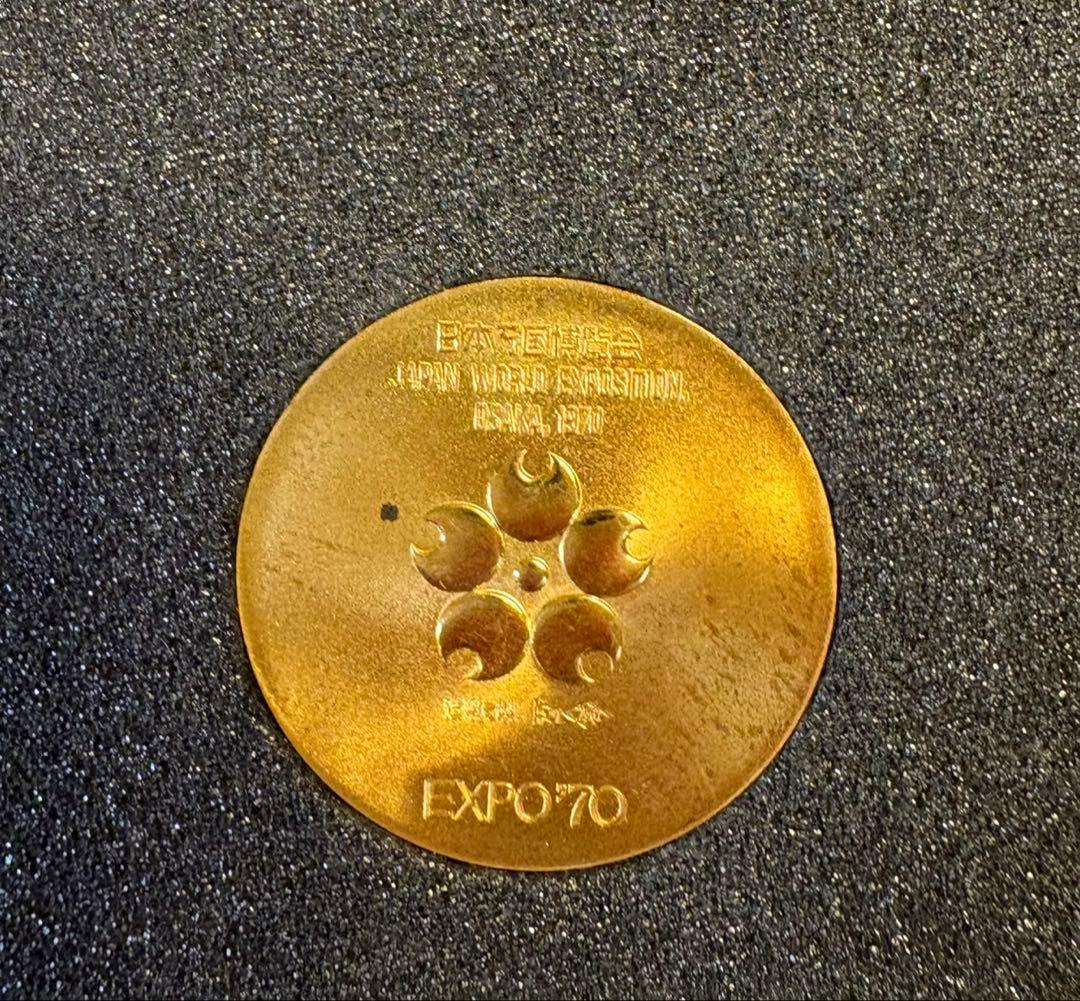 日本万国博覧会
JAPAN WORLD EXPOSITION,
OSAKA, 1970
EXPO'70